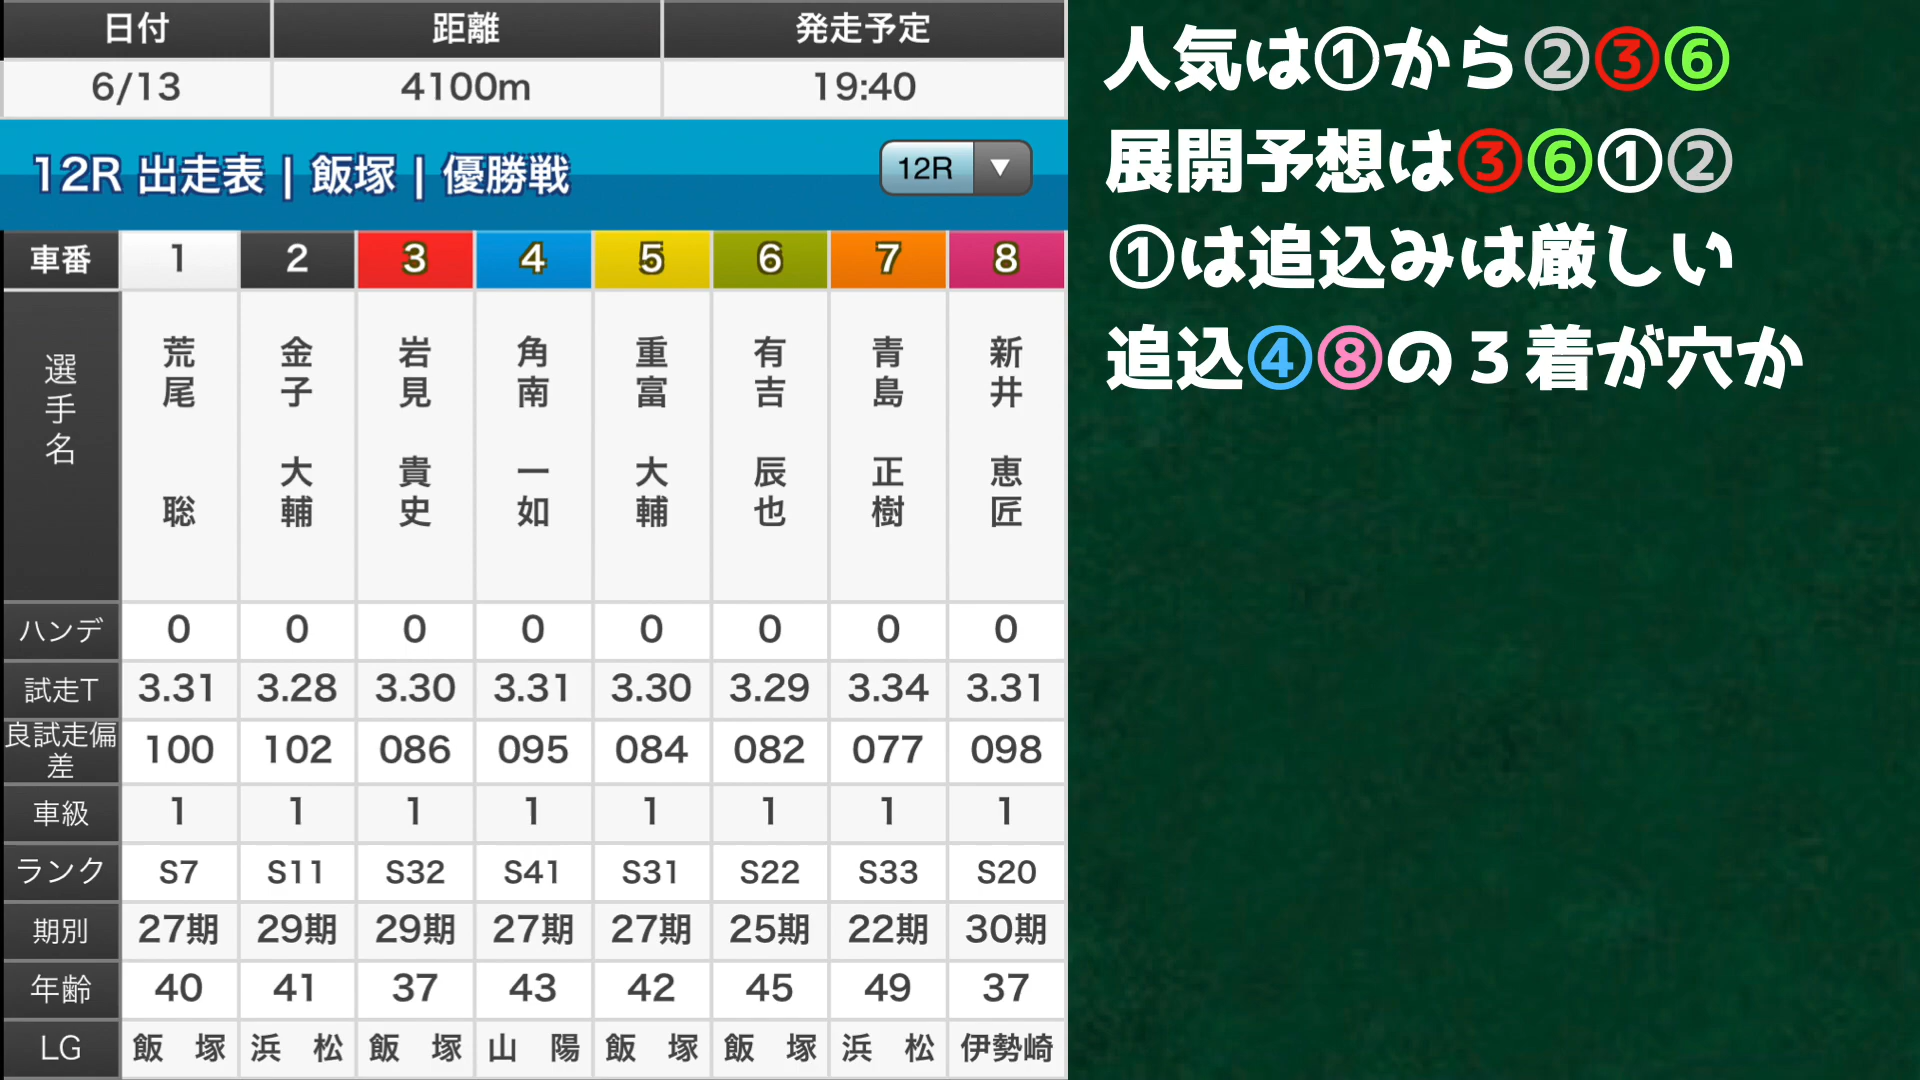 日付 距離 発走予定
6/13 4100m 19:40
12R 出走表 | 飯塚 | 優勝戦 12R ▼
車番 1 2 3 4 5 6 7 8
選手名 荒尾 聡 金子 大輔 岩見 貴史 角南 一如 重富 大輔 有吉 辰也 青島 正樹 新井 恵匠
ハンデ 0 0 0 0 0 0 0 0
試走T 3.31 3.28 3.30 3.31 3.30 3.29 3.34 3.31
良試走偏差 100 102 086 095 084 082 077 098
車級 1 1 1 1 1 1 1 1
ランク S7 S11 S32 S41 S31 S22 S33 S20
期別 27期 29期 29期 27期 27期 25期 22期 30期
年齢 40 41 37 43 42 45 49 37
LG 飯 塚 浜 松 飯 塚 山 陽 飯 塚 飯 塚 浜 松 伊勢崎
人気は①から②③⑥
展開予想は③⑥①②
①は追込みは厳しい
追込④⑧の３着が穴か